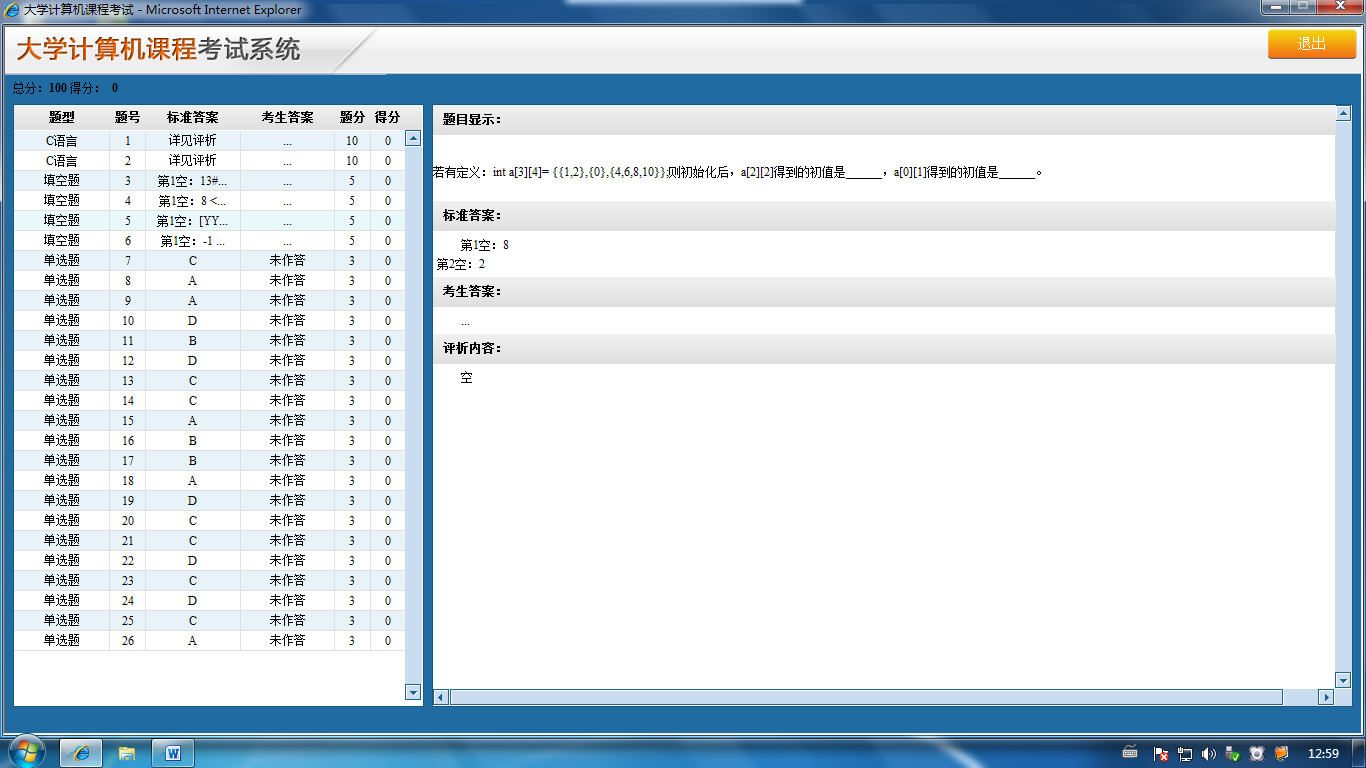 大学计算机课程考试 - Microsoft Internet Explorer
大学计算机课程考试系统
退出
总分：100 得分： 0
题型 题号 标准答案 考生答案 题分 得分
C语言 1 详见评析 ... 10 0
C语言 2 详见评析 ... 10 0
填空题 3 第1空：13#... ... 5 0
填空题 4 第1空：8 <... ... 5 0
填空题 5 第1空：[YY... ... 5 0
填空题 6 第1空：-1 ... ... 5 0
单选题 7 C 未作答 3 0
单选题 8 A 未作答 3 0
单选题 9 A 未作答 3 0
单选题 10 D 未作答 3 0
单选题 11 B 未作答 3 0
单选题 12 D 未作答 3 0
单选题 13 C 未作答 3 0
单选题 14 C 未作答 3 0
单选题 15 A 未作答 3 0
单选题 16 B 未作答 3 0
单选题 17 B 未作答 3 0
单选题 18 A 未作答 3 0
单选题 19 D 未作答 3 0
单选题 20 C 未作答 3 0
单选题 21 C 未作答 3 0
单选题 22 D 未作答 3 0
单选题 23 C 未作答 3 0
单选题 24 D 未作答 3 0
单选题 25 C 未作答 3 0
单选题 26 A 未作答 3 0
题目显示：
若有定义：int a[3][4]= {{1,2},{0},{4,6,8,10}};则初始化后，a[2][2]得到的初值是______，a[0][1]得到的初值是______。
标准答案：
第1空：8
第2空：2
考生答案：
...
评析内容：
空
12:59